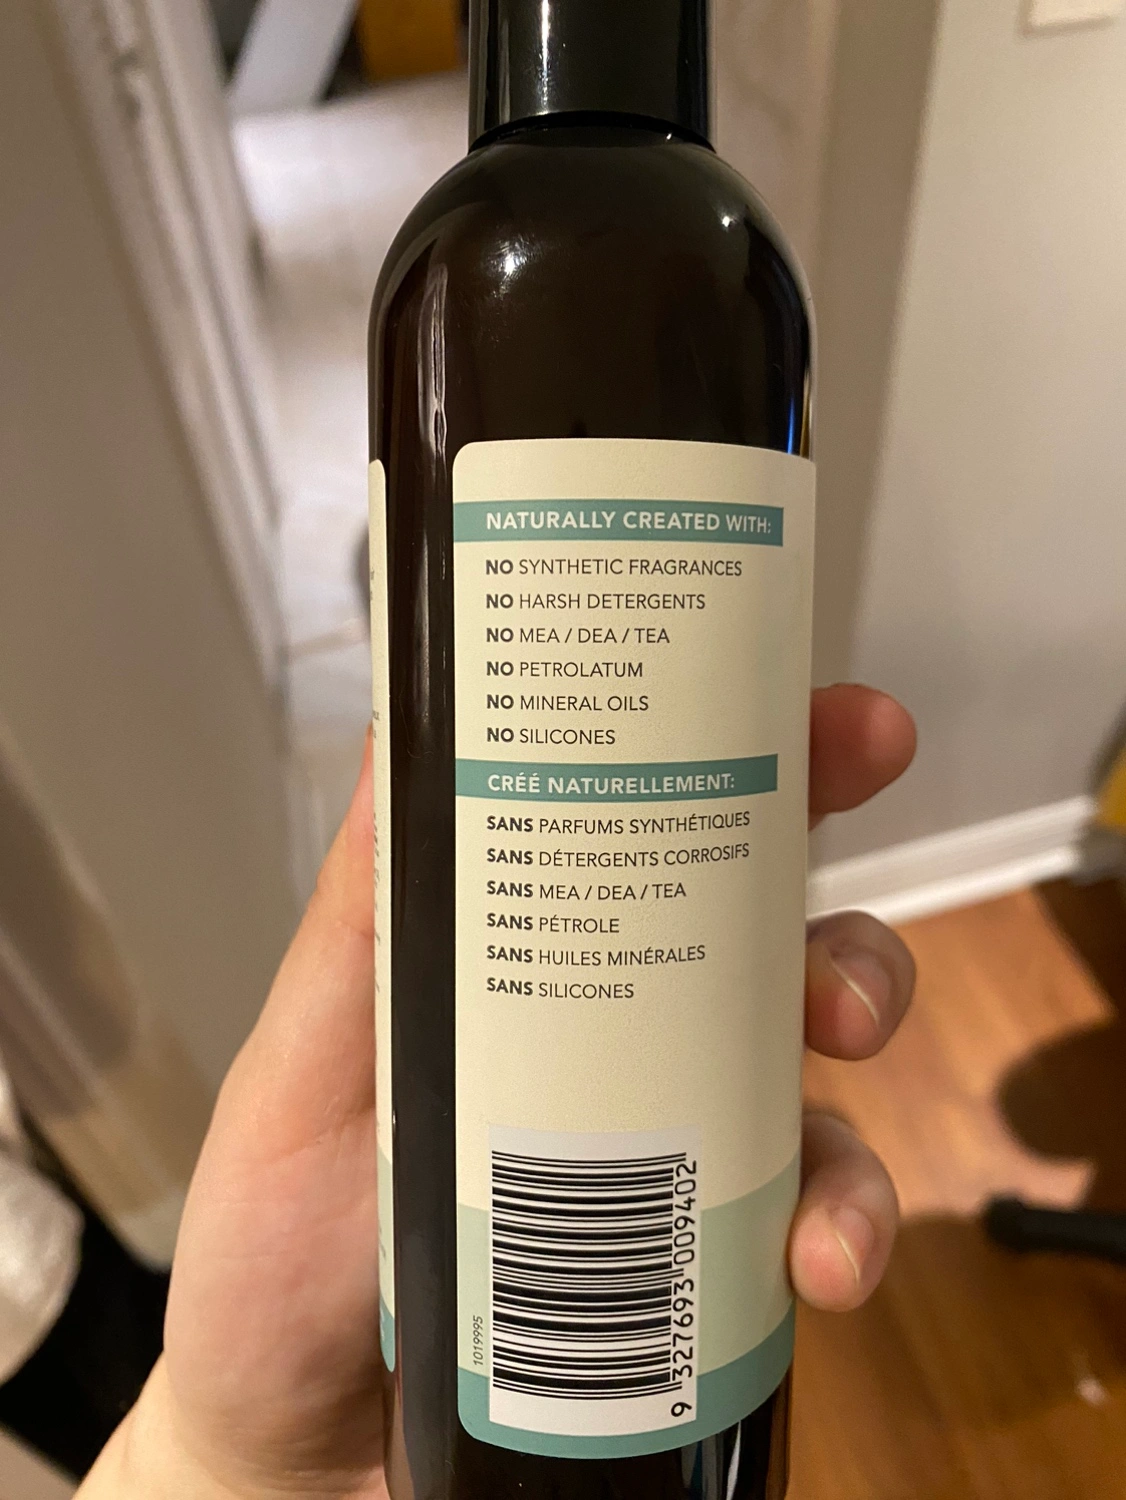 NATURALLY CREATED WITH:
NO SYNTHETIC FRAGRANCES
NO HARSH DETERGENTS
NO MEA / DEA / TEA
NO PETROLATUM
NO MINERAL OILS
NO SILICONES
CRÉÉ NATURELLEMENT:
SANS PARFUMS SYNTHÉTIQUES
SANS DÉTERGENTS CORROSIFS
SANS MEA / DEA / TEA
SANS PÉTROLE
SANS HUILES MINÉRALES
SANS SILICONES
1019995
9 327693 009402